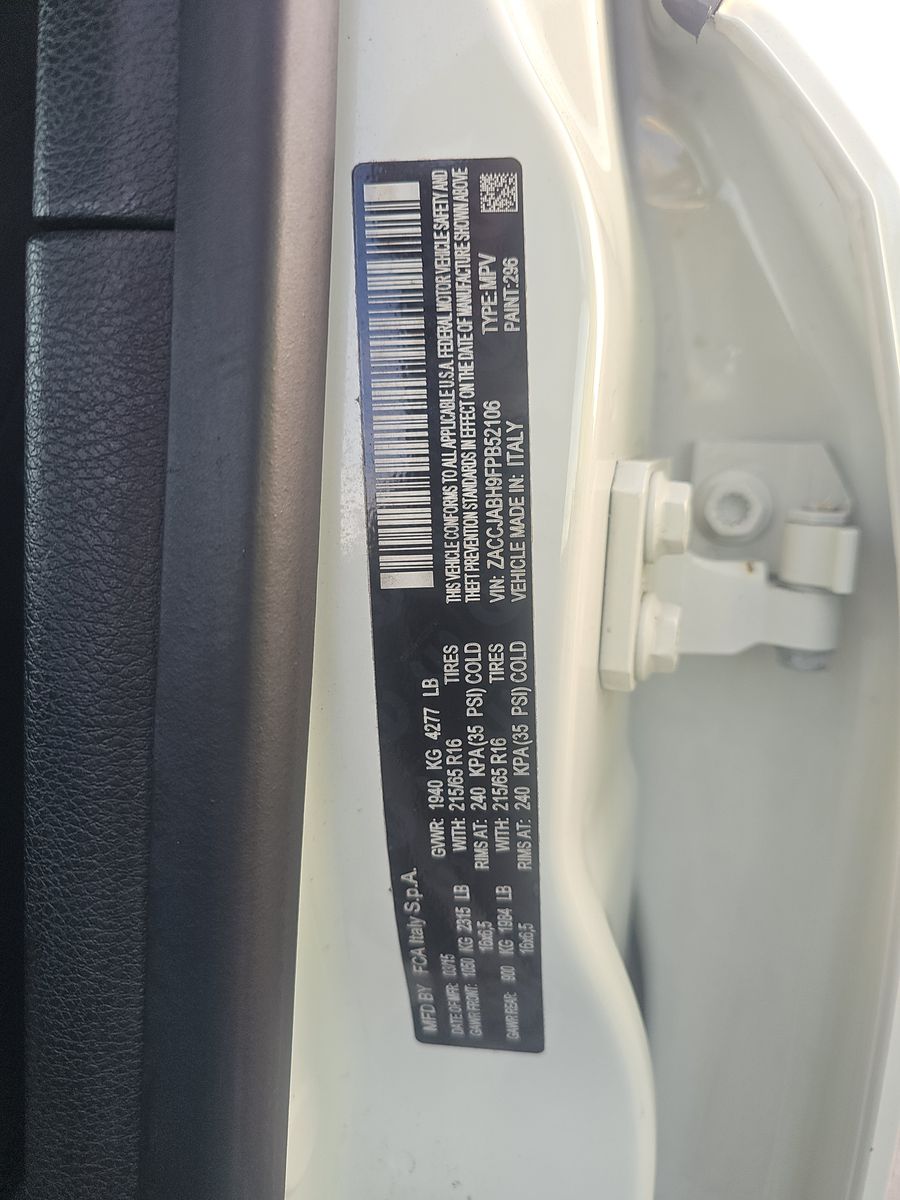 MFD BY FCA Italy S.p.A.
DATE OF MFR: 03/15
GVWR: 1940 KG 4277 LB
GAWR FRONT: 1050 KG 2315 LB
WITH: 215/65 R16 TIRES
16x6,5
RIMS AT: 240 KPA (35 PSI) COLD
GAWR REAR: 900 KG 1984 LB
WITH: 215/65 R16 TIRES
16x6,5
RIMS AT: 240 KPA (35 PSI) COLD
THIS VEHICLE CONFORMS TO ALL APPLICABLE U.S.A. FEDERAL MOTOR VEHICLE SAFETY AND
THEFT PREVENTION STANDARDS IN EFFECT ON THE DATE OF MANUFACTURE SHOWN ABOVE
VIN: ZACCJABH9FPB52106 TYPE: MPV
VEHICLE MADE IN: ITALY PAINT: 296